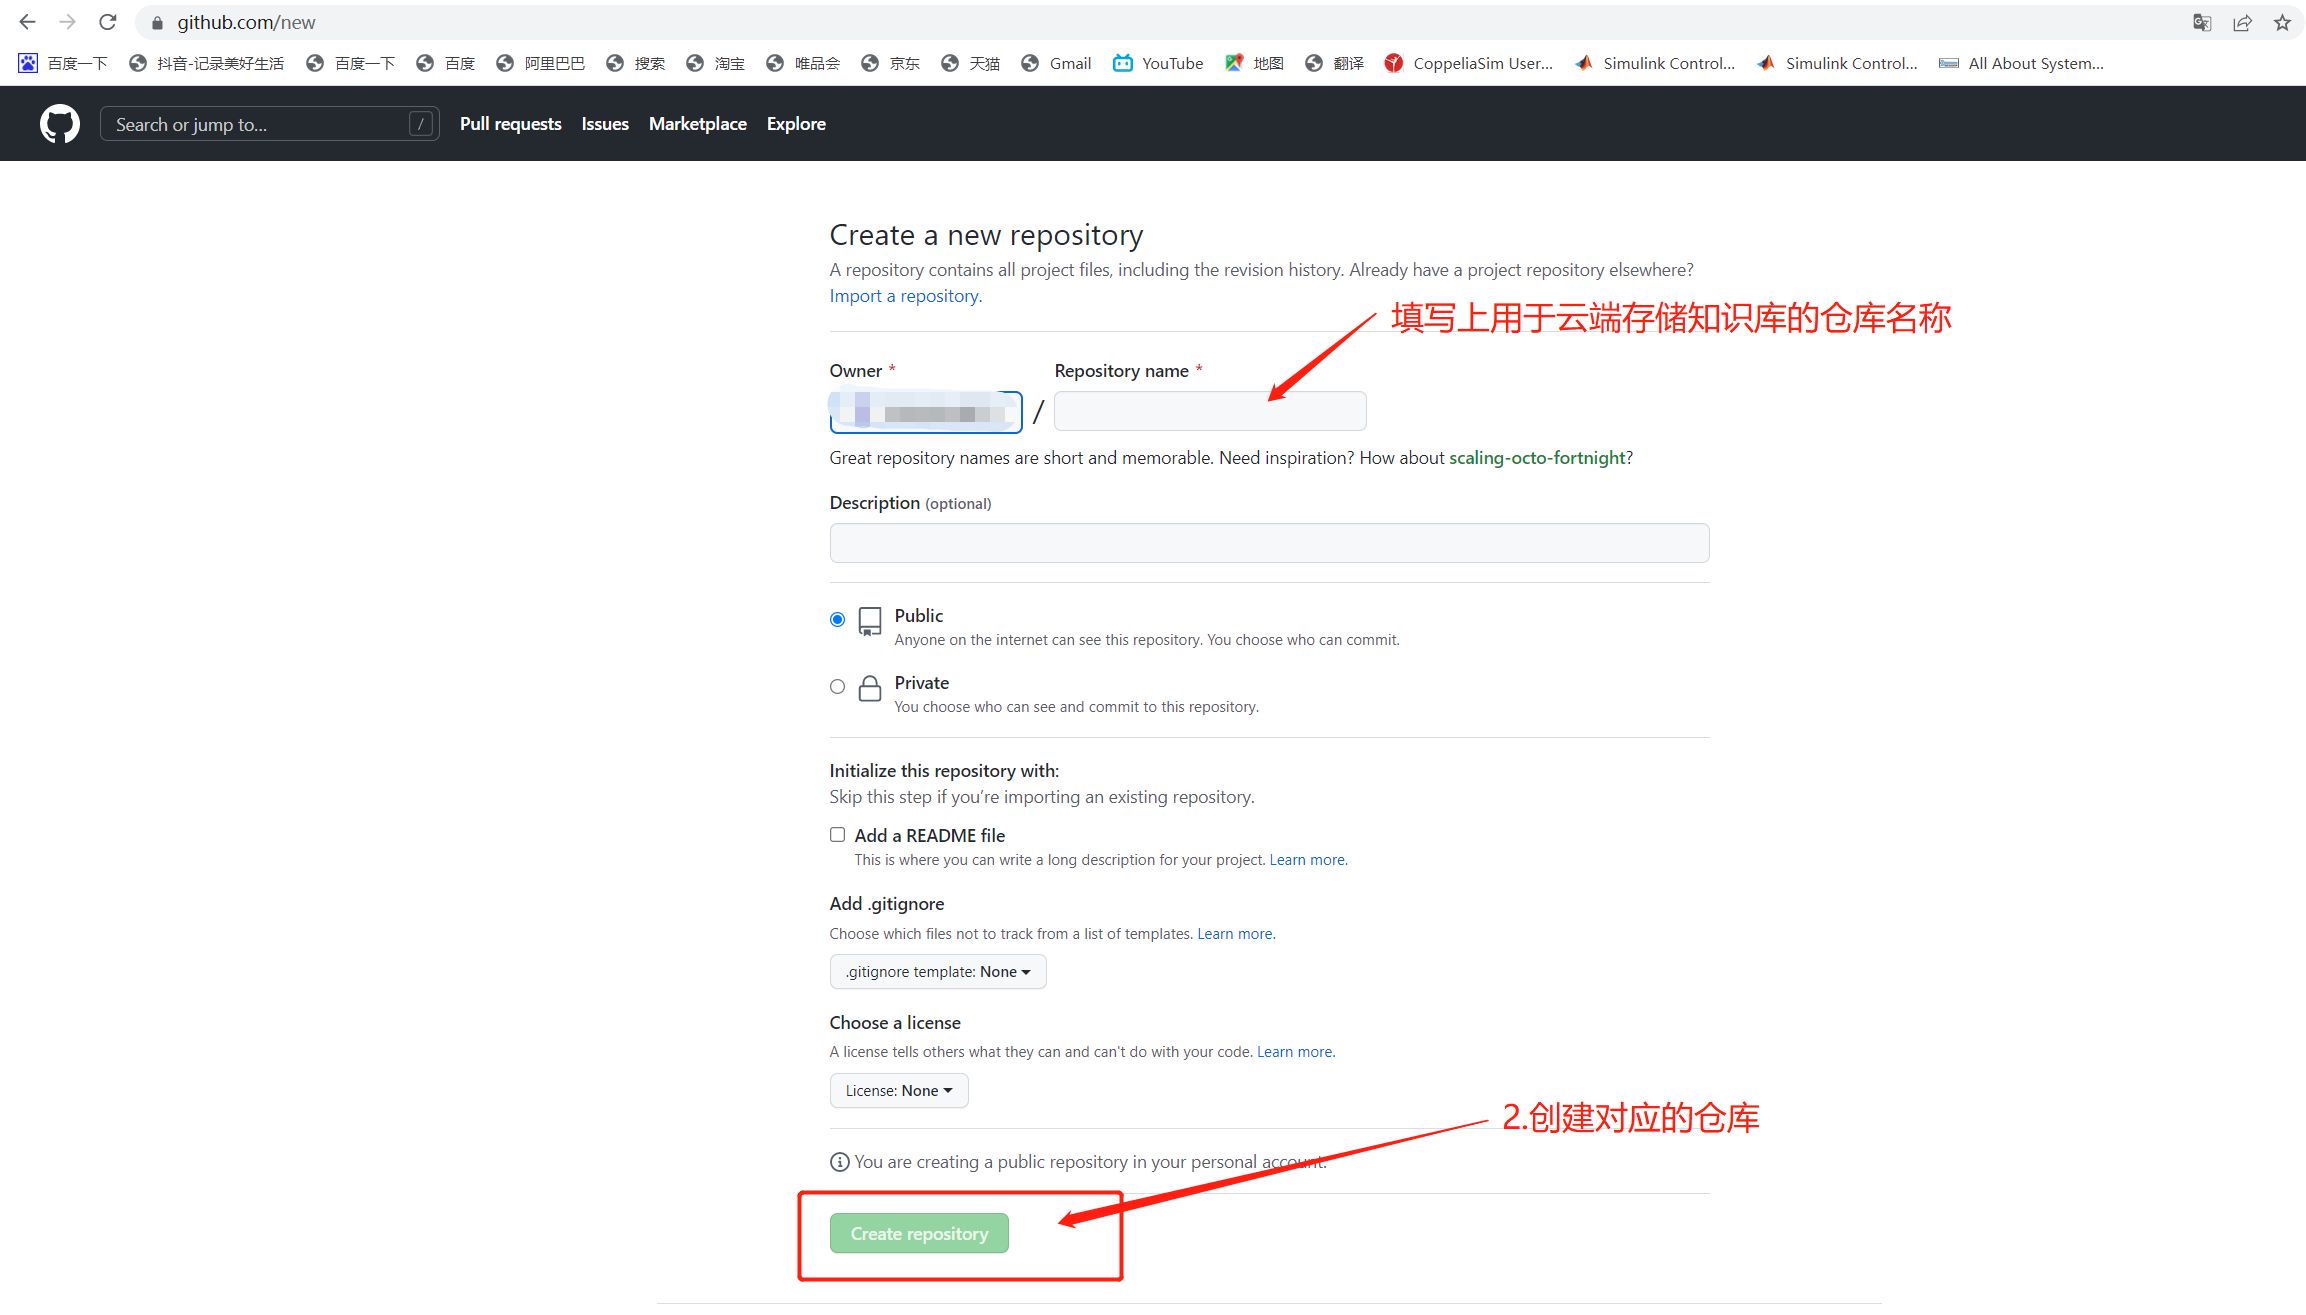 github.com/new
百度一下 抖音-记录美好生活 百度一下 百度 阿里巴巴 搜索 淘宝 唯品会 京东 天猫 Gmail YouTube 地图 翻译 CoppeliaSim User... Simulink Control... Simulink Control... All About System...
Search or jump to... / Pull requests Issues Marketplace Explore
Create a new repository
A repository contains all project files, including the revision history. Already have a project repository elsewhere?
Import a repository.
填写上用于云端存储知识库的仓库名称
Owner * Repository name *
/
Great repository names are short and memorable. Need inspiration? How about scaling-octo-fortnight?
Description (optional)
Public
Anyone on the internet can see this repository. You choose who can commit.
Private
You choose who can see and commit to this repository.
Initialize this repository with:
Skip this step if you’re importing an existing repository.
Add a README file
This is where you can write a long description for your project. Learn more.
Add .gitignore
Choose which files not to track from a list of templates. Learn more.
.gitignore template: None
Choose a license
A license tells others what they can and can't do with your code. Learn more.
License: None
2.创建对应的仓库
You are creating a public repository in your personal account.
Create repository